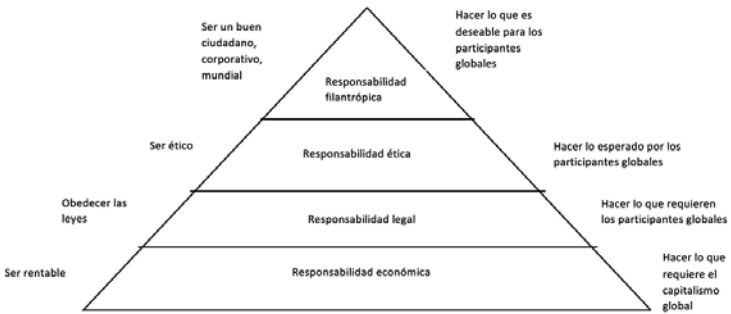 Ser un buen
ciudadano,
corporativo,
mundial
Hacer lo que es
deseable para los
participantes
globales
Responsabilidad
filantrópica
Ser ético
Responsabilidad ética
Hacer lo esperado por los
participantes globales
Obedecer las
leyes
Responsabilidad legal
Hacer lo que requieren
los participantes globales
Ser rentable
Responsabilidad económica
Hacer lo que
requiere el
capitalismo
global